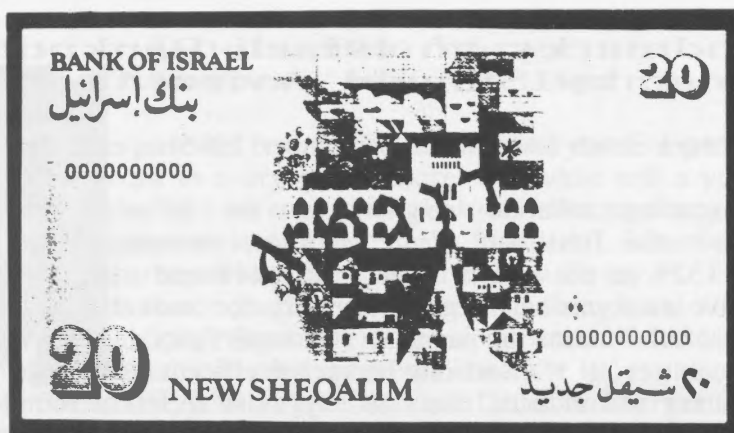 BANK OF ISRAEL
20
بنك إسرائيل
0000000000
0000000000
20
NEW SHEQALIM
٢٠ شيقل جديد